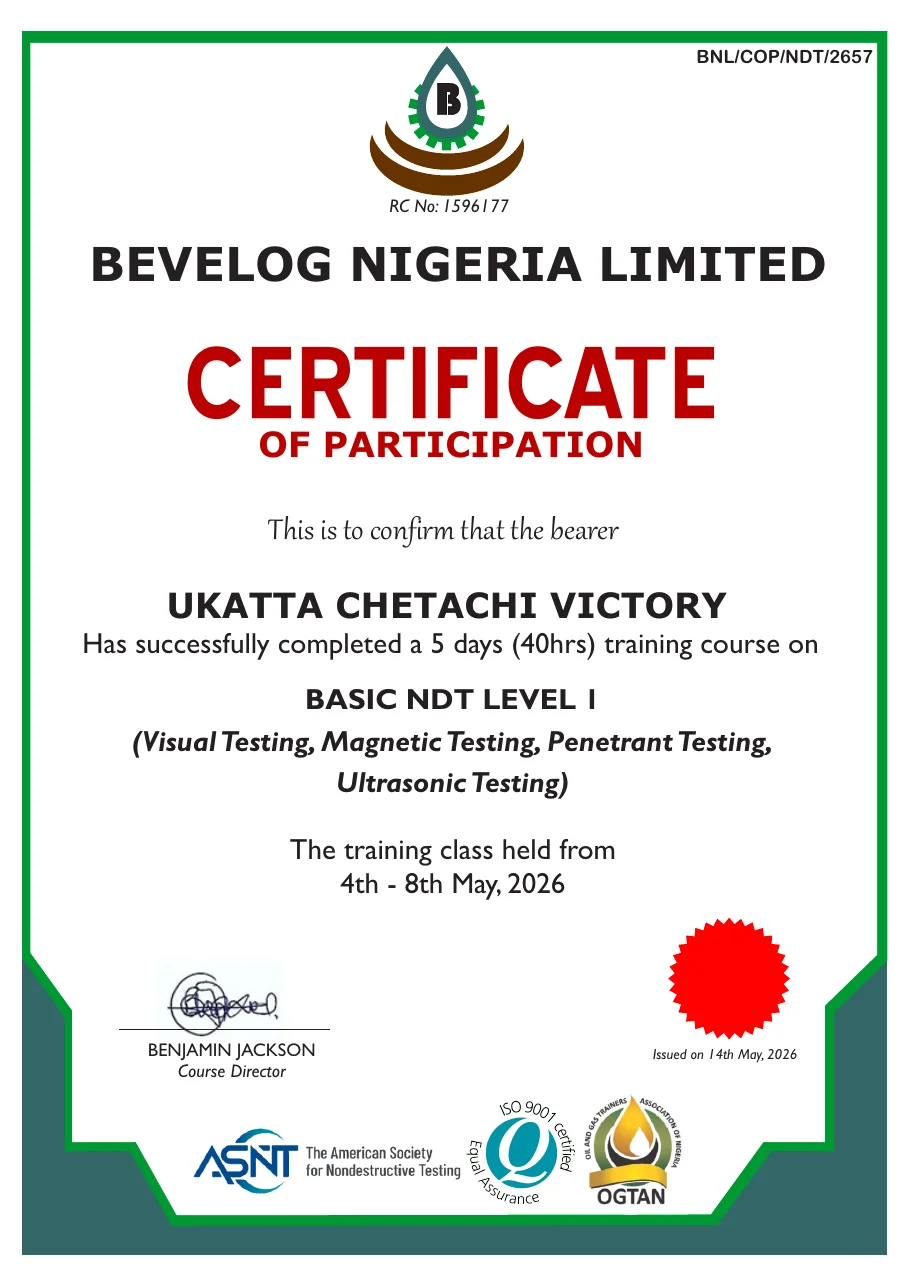 BNL/COP/NDT/2657
B
RC No: 1596177
BEVELOG NIGERIA LIMITED
CERTIFICATE
OF PARTICIPATION
This is to confirm that the bearer
UKATTA CHETACHI VICTORY
Has successfully completed a 5 days (40hrs) training course on
BASIC NDT LEVEL 1
(Visual Testing, Magnetic Testing, Penetrant Testing,
Ultrasonic Testing)
The training class held from
4th - 8th May, 2026
BENJAMIN JACKSON
Course Director
Issued on 14th May, 2026
ASNT
The American Society
for Nondestructive Testing
ISO 9001 certified
Q
Equal Assurance
OIL AND GAS TRAINERS ASSOCIATION OF NIGERIA
OGTAN